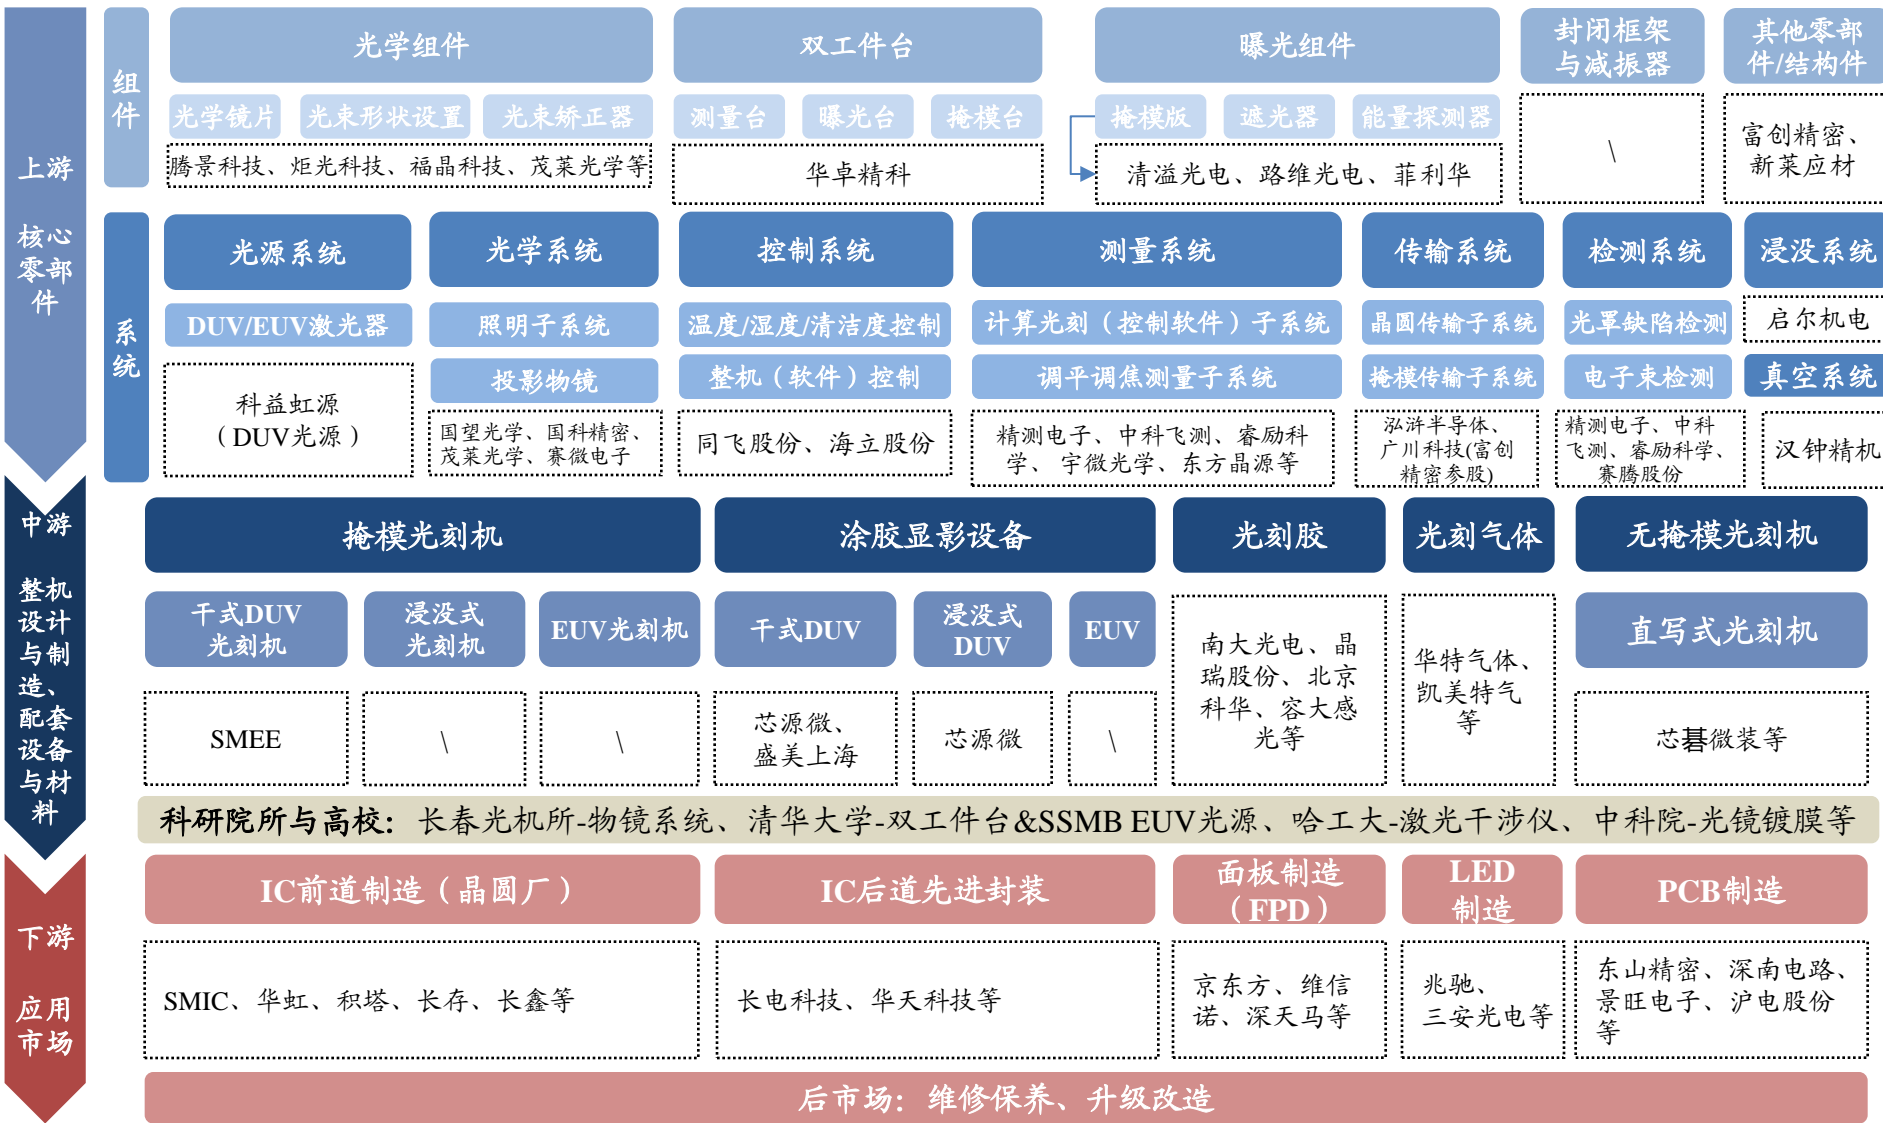 上游
核心
零部
件
组
件
光学组件
双工件台
曝光组件
封闭框架
与减振器
其他零部
件/结构件
光学镜片
光束形状设置
光束矫正器
测量台
曝光台
掩模台
掩模版
遮光器
能量探测器
腾景科技、炬光科技、福晶科技、茂莱光学等
华卓精科
清溢光电、路维光电、菲利华
\
富创精密、
新莱应材
系
统
光源系统
光学系统
控制系统
测量系统
传输系统
检测系统
浸没系统
DUV/EUV激光器
照明子系统
温度/湿度/清洁度控制
计算光刻（控制软件）子系统
晶圆传输子系统
光罩缺陷检测
启尔机电
投影物镜
整机（软件）控制
调平调焦测量子系统
掩模传输子系统
电子束检测
真空系统
科益虹源
（DUV光源）
国望光学、国科精密、
茂莱光学、赛微电子
同飞股份、海立股份
精测电子、中科飞测、睿励科
学、宇微光学、东方晶源等
泓浒半导体、
广川科技(富创
精密参股)
精测电子、中科
飞测、睿励科学、
赛腾股份
汉钟精机
中游
整机
设计
与制
造、
配套
设备
与材
料
掩模光刻机
涂胶显影设备
光刻胶
光刻气体
无掩模光刻机
干式DUV
光刻机
浸没式
光刻机
EUV光刻机
干式DUV
浸没式
DUV
EUV
南大光电、晶
瑞股份、北京
科华、容大感
光等
华特气体、
凯美特气
等
直写式光刻机
SMEE
\
\
芯源微、
盛美上海
芯源微
\
芯碁微装等
科研院所与高校：长春光机所-物镜系统、清华大学-双工件台&SSMB EUV光源、哈工大-激光干涉仪、中科院-光镜镀膜等
下游
应用
市场
IC前道制造（晶圆厂）
IC后道先进封装
面板制造
（FPD）
LED
制造
PCB制造
SMIC、华虹、积塔、长存、长鑫等
长电科技、华天科技等
京东方、维信
诺、深天马等
兆驰、
三安光电等
东山精密、深南电路、
景旺电子、沪电股份
等
后市场：维修保养、升级改造